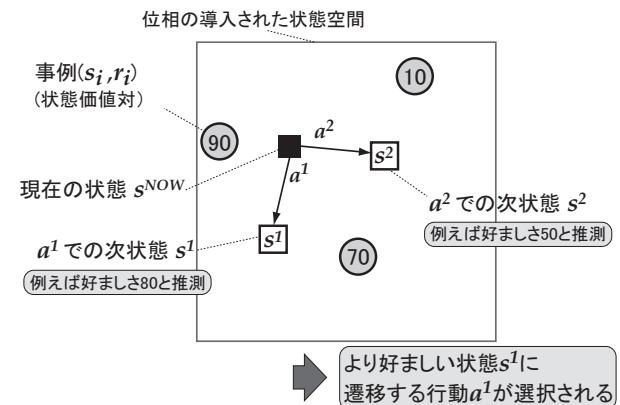 位相の導入された状態空間
事例(s_i ,r_i)
(状態価値対)
10
90
a^2
s^2
a^1
現在の状態 s^NOW
a^2 での次状態 s^2
例えば好ましさ50と推測
s^1
a^1 での次状態 s^1
例えば好ましさ80と推測
70
より好ましい状態s^1に
遷移する行動a^1が選択される